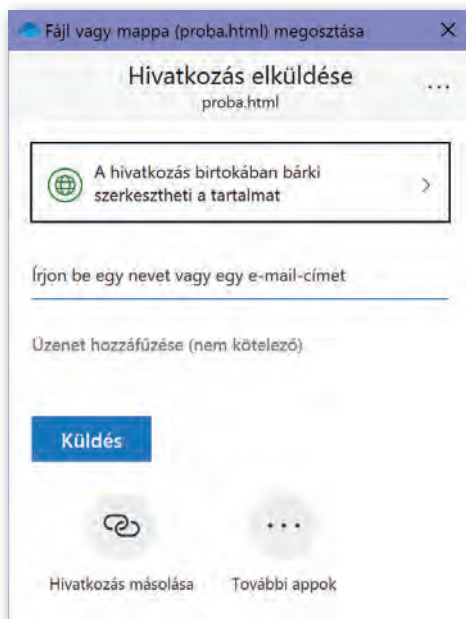 Fájl vagy mappa (proba.html) megosztása
Hivatkozás elküldése
proba.html
A hivatkozás birtokában bárki
szerkesztheti a tartalmat
Írjon be egy nevet vagy egy e-mail-címet
Üzenet hozzáfűzése (nem kötelező)
Küldés
Hivatkozás másolása
További appok